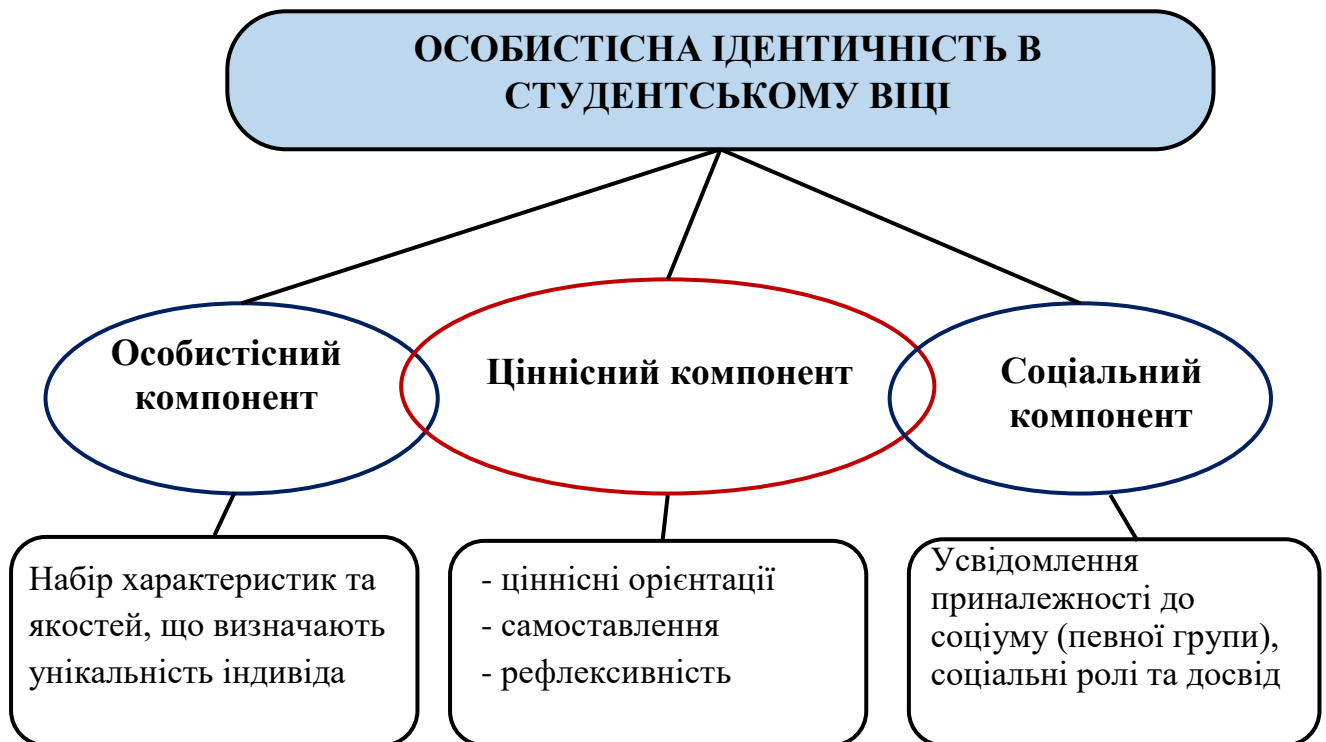 ОСОБИСТІСНА ІДЕНТИЧНІСТЬ В
СТУДЕНТСЬКОМУ ВІЦІ
Особистісний
компонент
Ціннісний компонент
Соціальний
компонент
Набір характеристик та
якостей, що визначають
унікальність індивіда
- ціннісні орієнтації
- самоставлення
- рефлексивність
Усвідомлення
приналежності до
соціуму (певної групи),
соціальні ролі та досвід